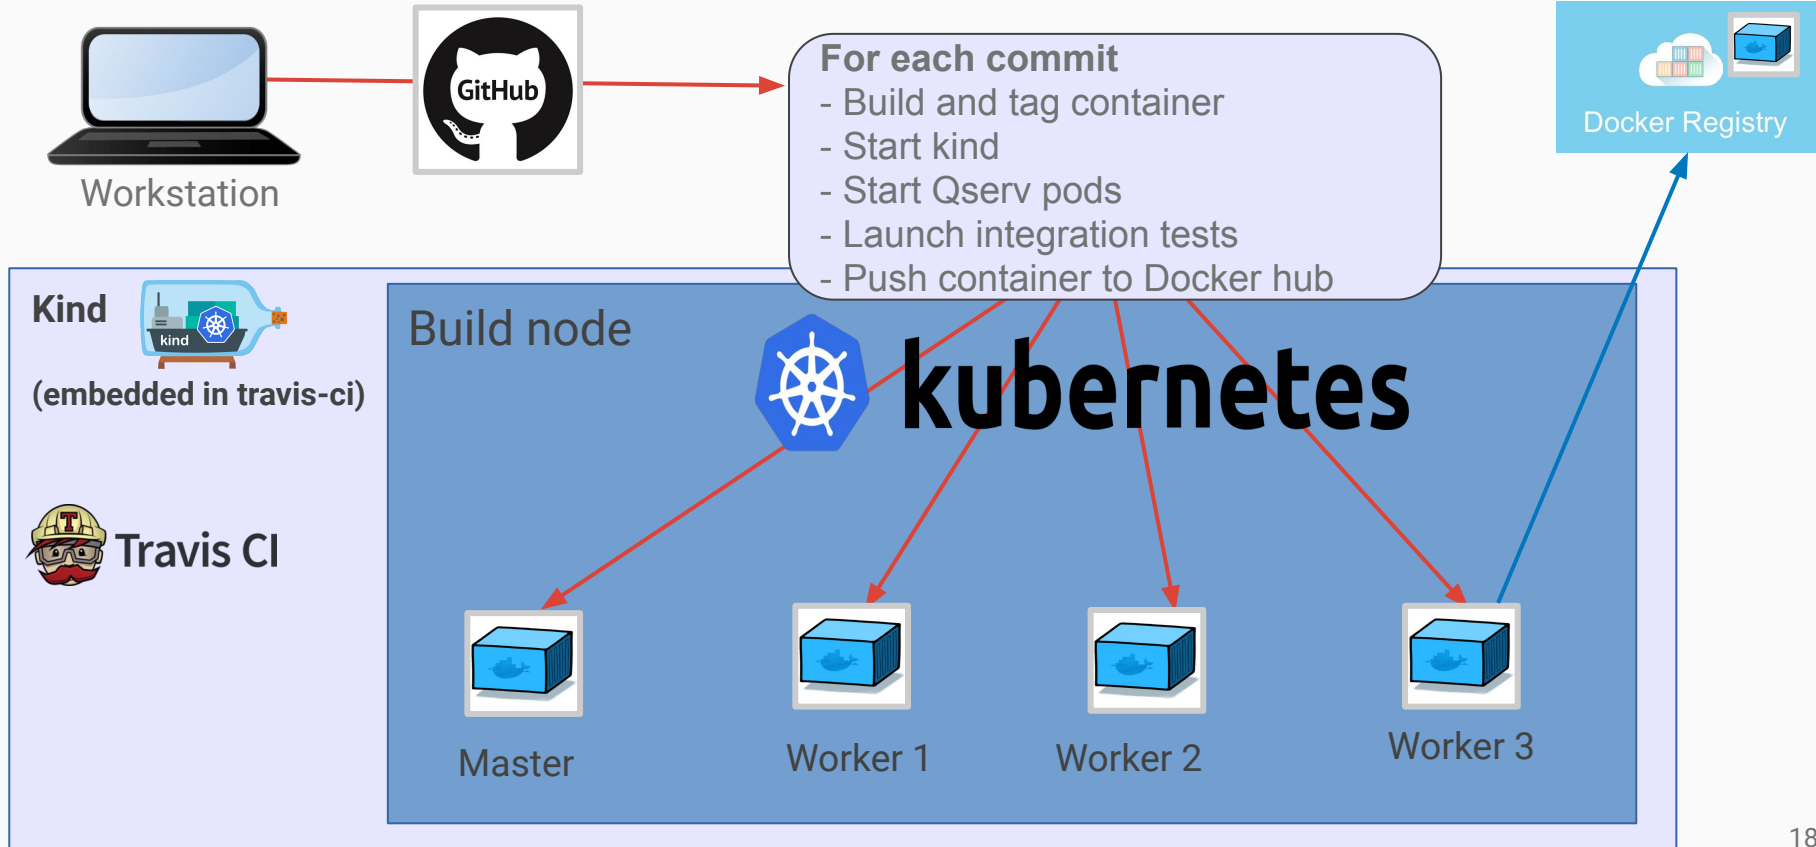 GitHub
Workstation
For each commit
- Build and tag container
- Start kind
- Start Qserv pods
- Launch integration tests
- Push container to Docker hub
Docker Registry
Kind
kind
(embedded in travis-ci)
Build node
kubernetes
T
Travis CI
Master
Worker 1
Worker 2
Worker 3
18